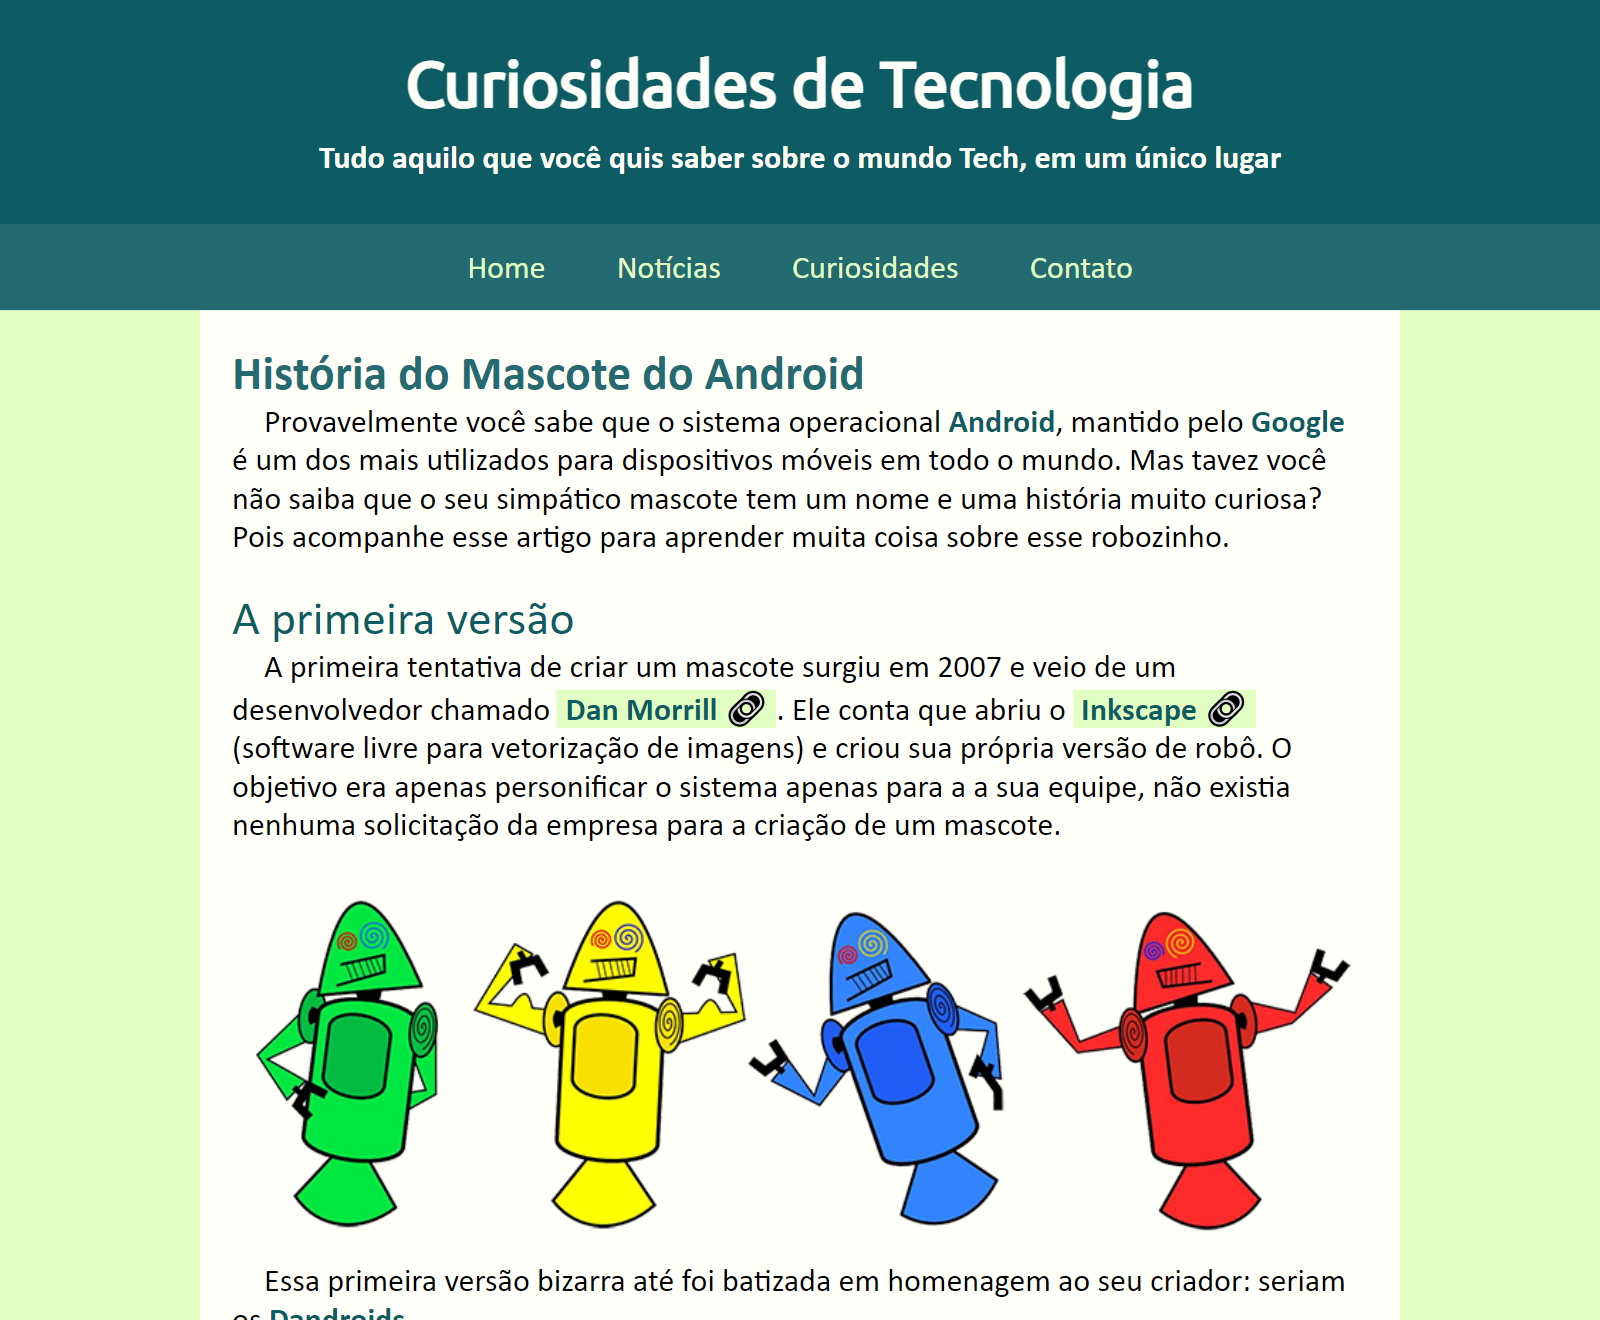 Curiosidades de Tecnologia
Tudo aquilo que você quis saber sobre o mundo Tech, em um único lugar
Home Notícias Curiosidades Contato
História do Mascote do Android
Provavelmente você sabe que o sistema operacional Android, mantido pelo Google
é um dos mais utilizados para dispositivos móveis em todo o mundo. Mas tavez você
não saiba que o seu simpático mascote tem um nome e uma história muito curiosa?
Pois acompanhe esse artigo para aprender muita coisa sobre esse robozinho.
A primeira versão
A primeira tentativa de criar um mascote surgiu em 2007 e veio de um
desenvolvedor chamado Dan Morrill . Ele conta que abriu o Inkscape
(software livre para vetorização de imagens) e criou sua própria versão de robô. O
objetivo era apenas personificar o sistema apenas para a a sua equipe, não existia
nenhuma solicitação da empresa para a criação de um mascote.
Essa primeira versão bizarra até foi batizada em homenagem ao seu criador: seriam
os Dandroids